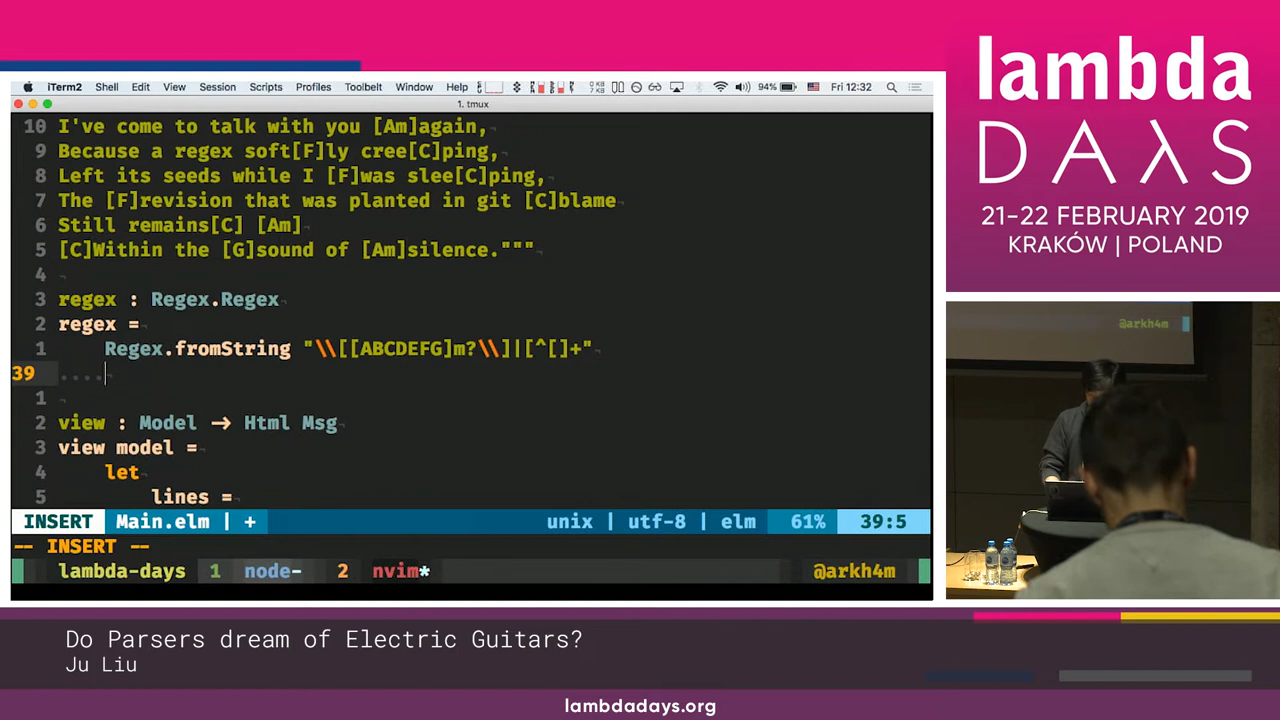 lambda
DAλS
21-22 FEBRUARY 2019
KRAKÓW | POLAND
iTerm2 Shell Edit View Session Scripts Profiles Toolbelt Window Help 94% Fri 12:32
1. tmux
10 I've come to talk with you [Am]again,
9 Because a regex soft[F]ly cree[C]ping,
8 Left its seeds while I [F]was slee[C]ping,
7 The [F]revision that was planted in git [C]blame
6 Still remains[C] [Am]
5 [C]Within the [G]sound of [Am]silence."""
4
3 regex : Regex.Regex
2 regex =
1 Regex.fromString "\\[[ABCDEFG]m?\\]|[^[]+"
39 ....
1
2 view : Model → Html Msg
3 view model =
4 let
5 lines =
INSERT Main.elm | + unix | utf-8 | elm 61% 39:5
-- INSERT --
lambda-days 1 node- 2 nvim* @arkh4m
@arkh4m
Do Parsers dream of Electric Guitars?
Ju Liu
lambdadays.org